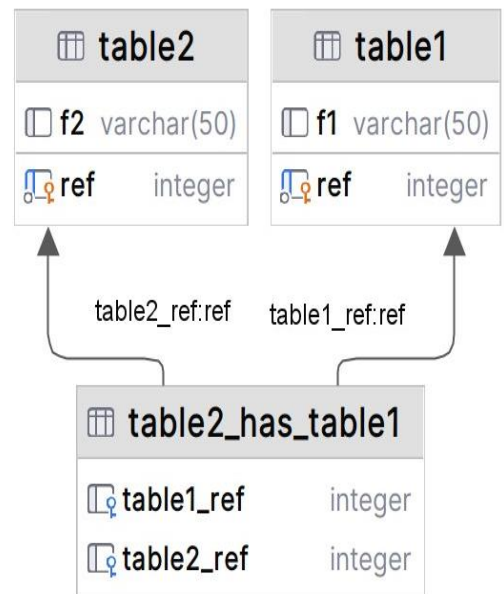 table2
f2 varchar(50)
ref integer
table1
f1 varchar(50)
ref integer
table2_ref:ref
table1_ref:ref
table2_has_table1
table1_ref integer
table2_ref integer